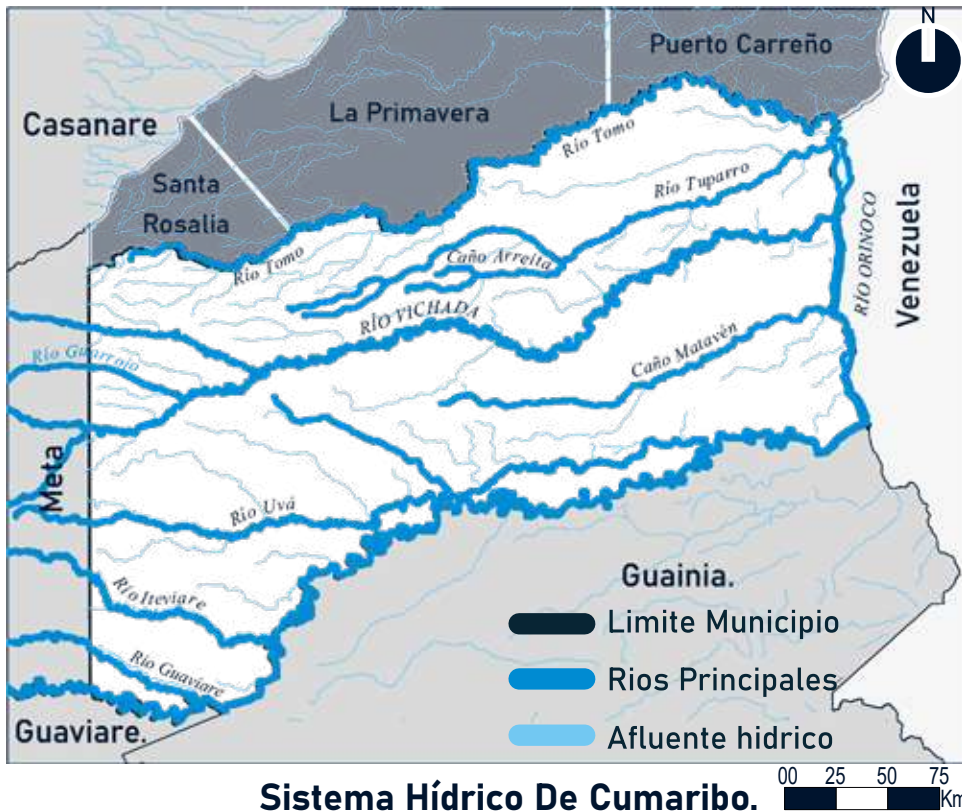 N
Puerto Carreño
La Primavera
Casanare
Santa
Rosalia
Río Tomo
Río Tuparro
Río Tomo
Caño Arreita
RÍO ORINOCO
Venezuela
RÍO VICHADA
Río Guarrojo
Caño Matavén
Meta
Río Uvá
Río Iteviare
Río Guaviare
Guaviare.
Guainia.
Limite Municipio
Rios Principales
Afluente hidrico
Sistema Hídrico De Cumaribo.
00 25 50 75
Km